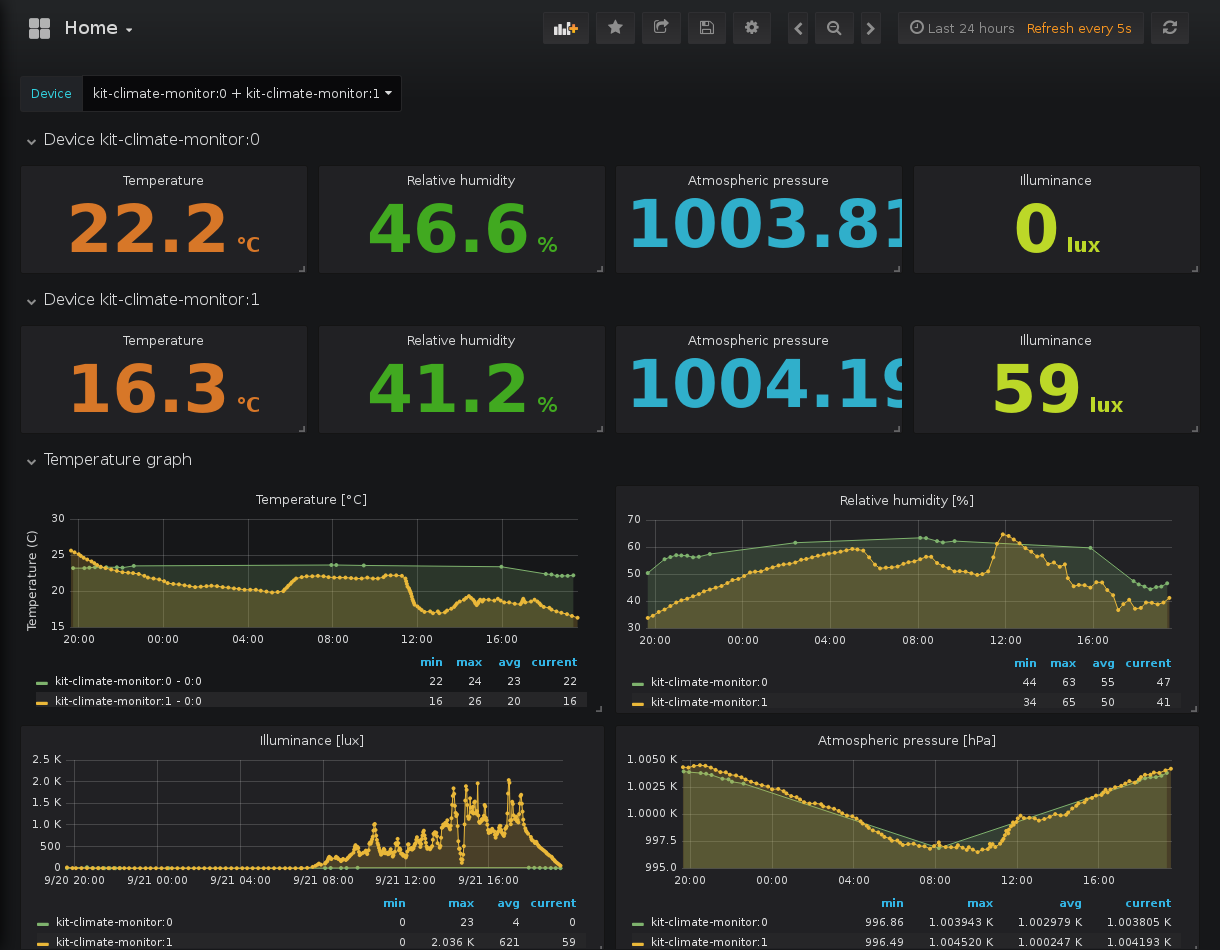 Home
Last 24 hours Refresh every 5s
Device kit-climate-monitor:0 + kit-climate-monitor:1
Device kit-climate-monitor:0
Temperature Relative humidity Atmospheric pressure Illuminance
22.2 °C 46.6 % 1003.81 0 lux
Device kit-climate-monitor:1
Temperature Relative humidity Atmospheric pressure Illuminance
16.3 °C 41.2 % 1004.19 59 lux
Temperature graph
Temperature [°C]
Temperature (C)
30
25
20
15
20:00 00:00 04:00 08:00 12:00 16:00
min max avg current
kit-climate-monitor:0 - 0:0 22 24 23 22
kit-climate-monitor:1 - 0:0 16 26 20 16
Relative humidity [%]
70
60
50
40
30
20:00 00:00 04:00 08:00 12:00 16:00
min max avg current
kit-climate-monitor:0 44 63 55 47
kit-climate-monitor:1 34 65 50 41
Illuminance [lux]
2.5 K
2.0 K
1.5 K
1.0 K
500
0
9/20 20:00 9/21 00:00 9/21 04:00 9/21 08:00 9/21 12:00 9/21 16:00
min max avg current
kit-climate-monitor:0 0 23 4 0
kit-climate-monitor:1 0 2.036 K 621 59
Atmospheric pressure [hPa]
1.0050 K
1.0025 K
1.0000 K
997.5
995.0
20:00 00:00 04:00 08:00 12:00 16:00
min max avg current
kit-climate-monitor:0 996.86 1.003943 K 1.002979 K 1.003805 K
kit-climate-monitor:1 996.49 1.004520 K 1.000247 K 1.004193 K